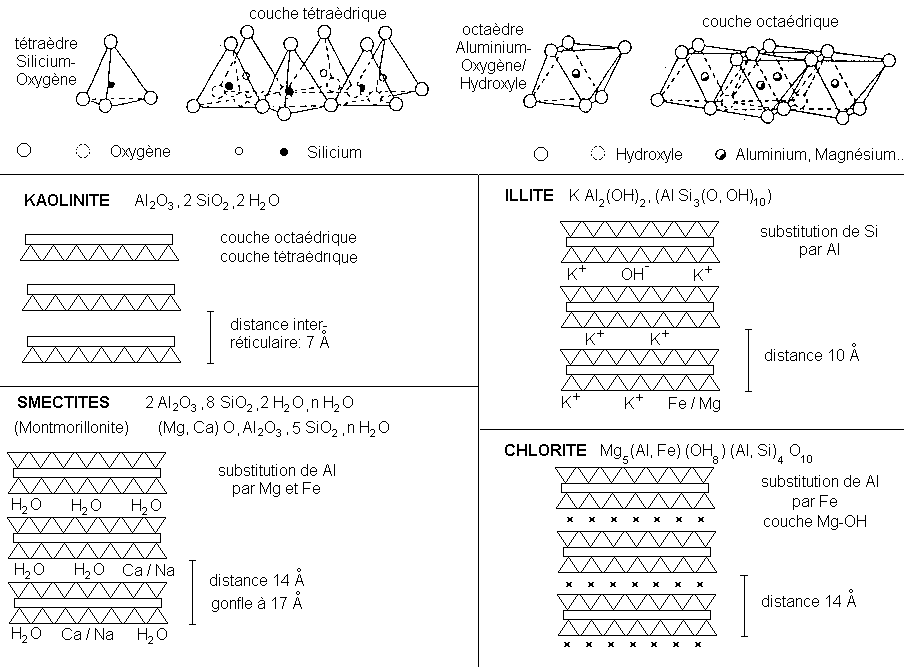 couche tétraèdrique
tétraèdre
Silicium-
Oxygène
Oxygène
Silicium
octaèdre
Aluminium-
Oxygène/
Hydroxyle
couche octaédrique
Hydroxyle
Aluminium, Magnésium..
KAOLINITE Al₂O₃, 2 SiO₂, 2 H₂O
couche octaédrique
couche tétraèdrique
distance inter-
réticulaire: 7 Å
ILLITE K Al₂(OH)₂, (Al Si₃(O, OH)₁₀)
substitution de Si
par Al
K⁺ OH⁻ K⁺
K⁺ K⁺
distance 10 Å
K⁺ K⁺ Fe / Mg
SMECTITES 2 Al₂O₃, 8 SiO₂, 2 H₂O, n H₂O
(Montmorillonite) (Mg, Ca) O, Al₂O₃, 5 SiO₂, n H₂O
substitution de Al
par Mg et Fe
H₂O H₂O H₂O
H₂O H₂O Ca / Na
distance 14 Å
gonfle à 17 Å
H₂O Ca / Na H₂O
CHLORITE Mg₅(Al, Fe) (OH₈) (Al, Si)₄ O₁₀
substitution de Al
par Fe
couche Mg-OH
distance 14 Å